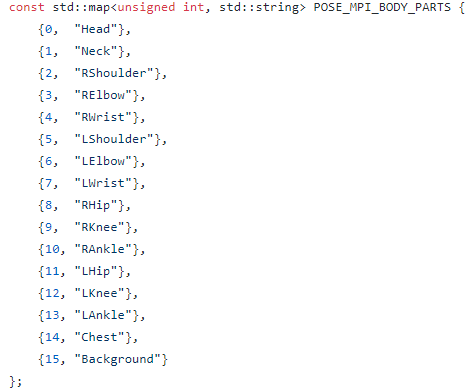 const std::map<unsigned int, std::string> POSE_MPI_BODY_PARTS {
    {0,  "Head"},
    {1,  "Neck"},
    {2,  "RShoulder"},
    {3,  "RElbow"},
    {4,  "RWrist"},
    {5,  "LShoulder"},
    {6,  "LElbow"},
    {7,  "LWrist"},
    {8,  "RHip"},
    {9,  "RKnee"},
    {10, "RAnkle"},
    {11, "LHip"},
    {12, "LKnee"},
    {13, "LAnkle"},
    {14, "Chest"},
    {15, "Background"}
};